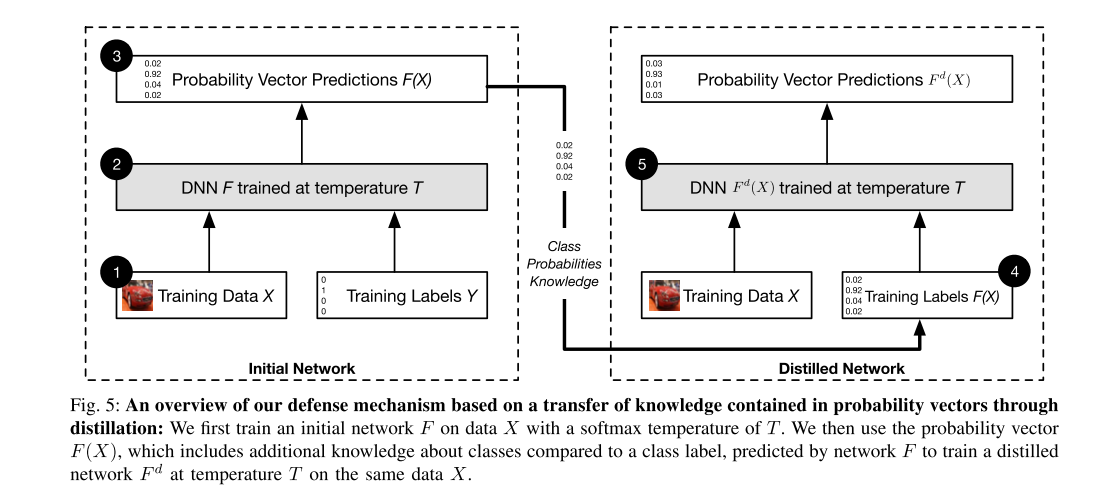 3
0.02
0.92
0.04
0.02
Probability Vector Predictions F(X)
2
DNN F trained at temperature T
1
Training Data X
0
1
0
0
Training Labels Y
Initial Network
0.02
0.92
0.04
0.02
Class
Probabilities
Knowledge
0.03
0.93
0.01
0.03
Probability Vector Predictions F^d(X)
5
DNN F^d(X) trained at temperature T
Training Data X
4
0.02
0.92
0.04
0.02
Training Labels F(X)
Distilled Network
Fig. 5: An overview of our defense mechanism based on a transfer of knowledge contained in probability vectors through
distillation: We first train an initial network F on data X with a softmax temperature of T. We then use the probability vector
F(X), which includes additional knowledge about classes compared to a class label, predicted by network F to train a distilled
network F^d at temperature T on the same data X.